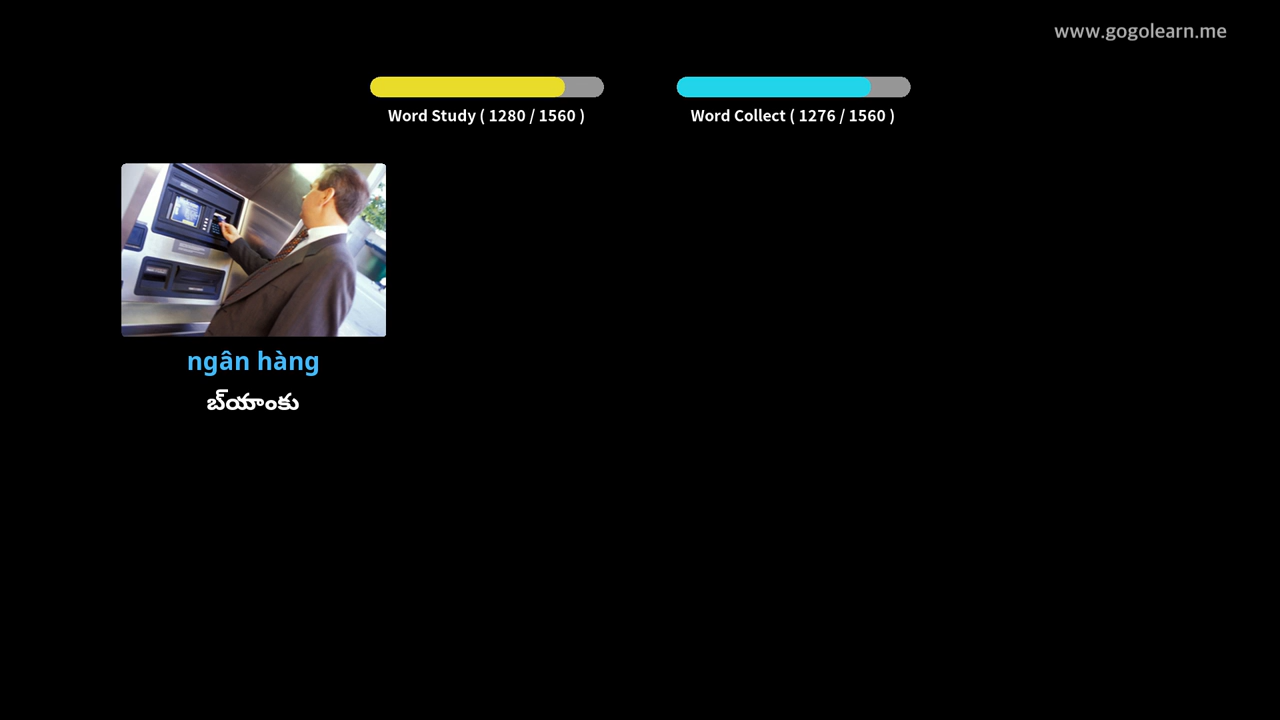 www.gogolearn.me
Word Study ( 1280 / 1560 )
Word Collect ( 1276 / 1560 )
ngân hàng
బ్‌యాంకు